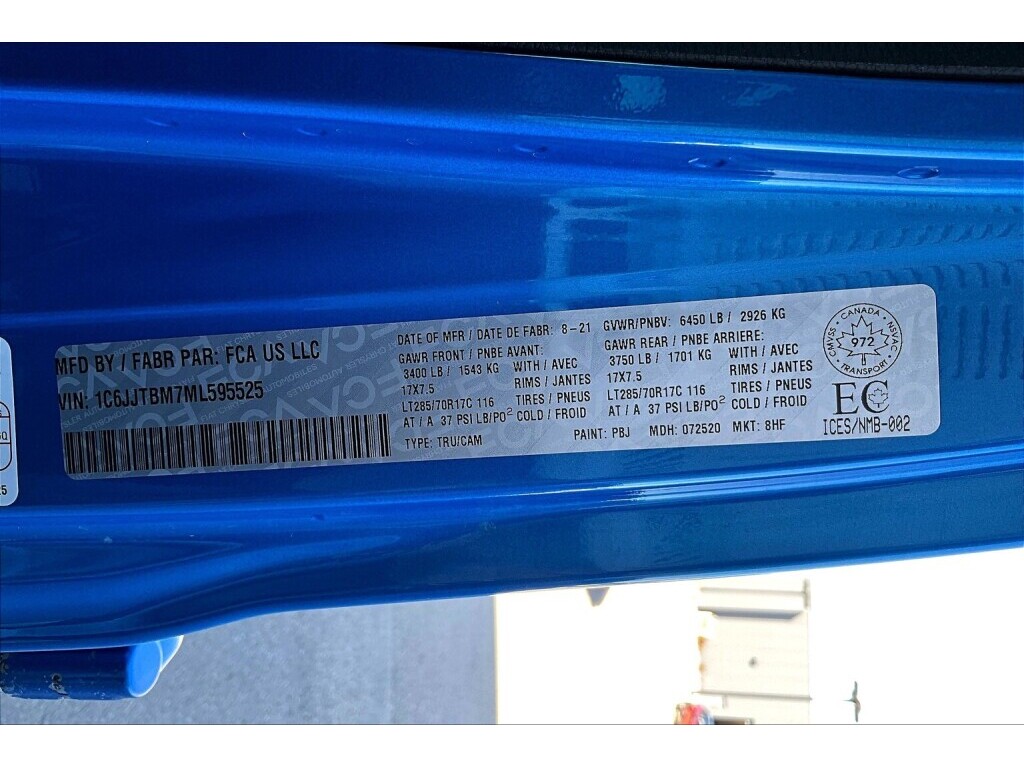 MFD BY / FABR PAR: FCA US LLC
VIN: 1C6JJTBM7ML595525
DATE OF MFR / DATE DE FABR: 8-21
GAWR FRONT / PNBE AVANT:
3400 LB / 1543 KG WITH / AVEC
17X7.5 RIMS / JANTES
LT285/70R17C 116 TIRES / PNEUS
AT / A 37 PSI LB/PO² COLD / FROID
TYPE: TRU/CAM
GVWR/PNBV: 6450 LB / 2926 KG
GAWR REAR / PNBE ARRIERE:
3750 LB / 1701 KG WITH / AVEC
17X7.5 RIMS / JANTES
LT285/70R17C 116 TIRES / PNEUS
AT / A 37 PSI LB/PO² COLD / FROID
PAINT: PBJ MDH: 072520 MKT: 8HF
CANADA
CMVSS NSVAC
972
TRANSPORT
EC
ICES/NMB-002